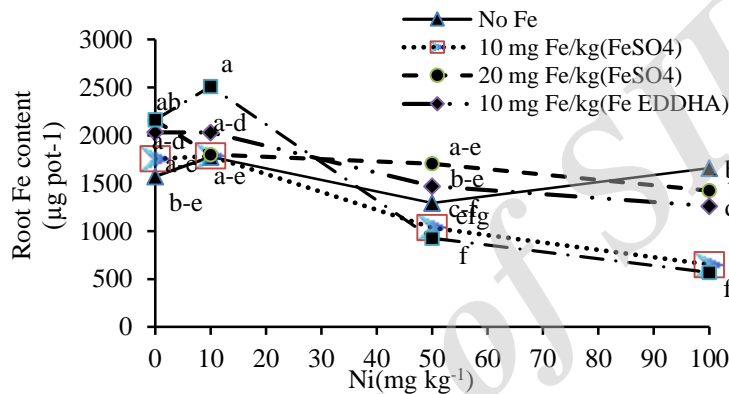 No Fe
10 mg Fe/kg(FeSO4)
20 mg Fe/kg(FeSO4)
10 mg Fe/kg(Fe EDDHA)
Root Fe content
(µg pot-1)
3000
2500
2000
1500
1000
500
0
ab
a
a-d
a-d
a-e
a-e
a-e
b-e
b-e
c-f
efg
f
b
c
f
0 10 20 30 40 50 60 70 80 90 100
Ni(mg kg⁻¹)
of SI